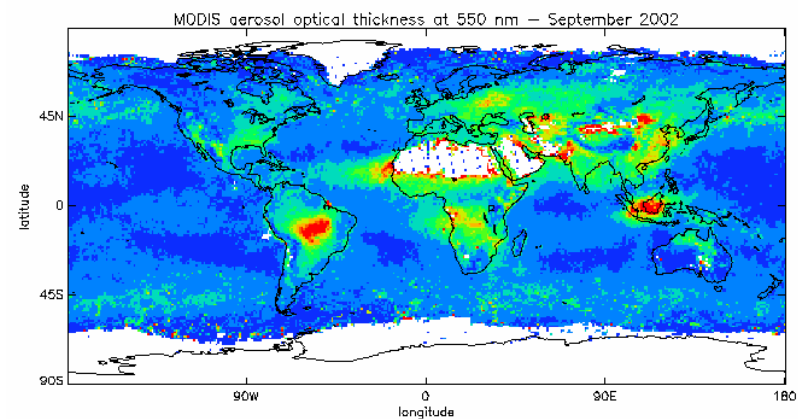 MODIS aerosol optical thickness at 550 nm – September 2002
latitude
45N
0
45S
90S
90W
0
90E
180
longitude